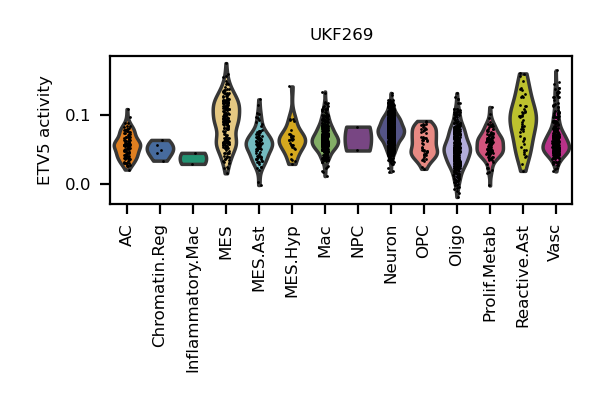 UKF269
ETV5 activity
0.1
0.0
AC
Chromatin.Reg
Inflammatory.Mac
MES
MES.Ast
MES.Hyp
Mac
NPC
Neuron
OPC
Oligo
Prolif.Metab
Reactive.Ast
Vasc